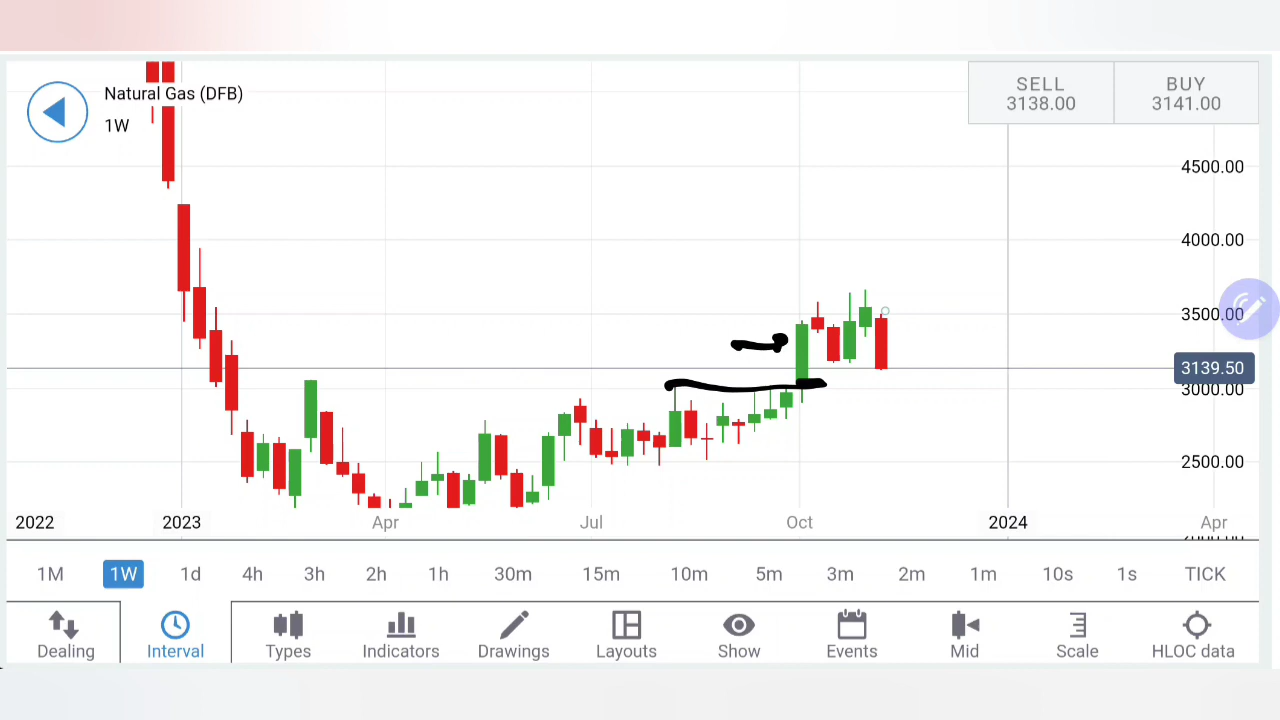 Natural Gas (DFB)
1W
SELL
3138.00
BUY
3141.00
4500.00
4000.00
3500.00
3139.50
3000.00
2500.00
2022 2023 Apr Jul Oct 2024 Apr
1M 1W 1d 4h 3h 2h 1h 30m 15m 10m 5m 3m 2m 1m 10s 1s TICK
Dealing Interval Types Indicators Drawings Layouts Show Events Mid Scale HLOC data